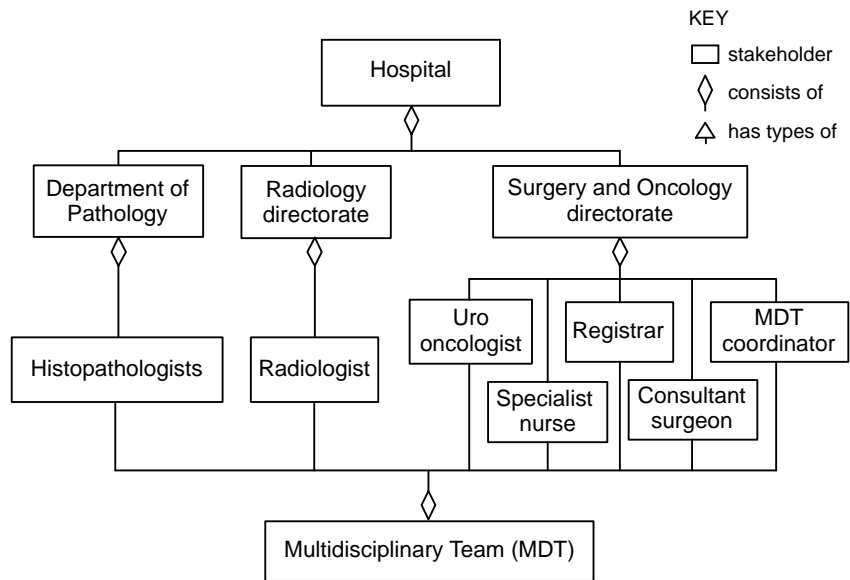 KEY
stakeholder
consists of
has types of
Hospital
Department of
Pathology
Radiology
directorate
Surgery and Oncology
directorate
Uro
oncologist
Registrar
MDT
coordinator
Histopathologists
Radiologist
Specialist
nurse
Consultant
surgeon
Multidisciplinary Team (MDT)